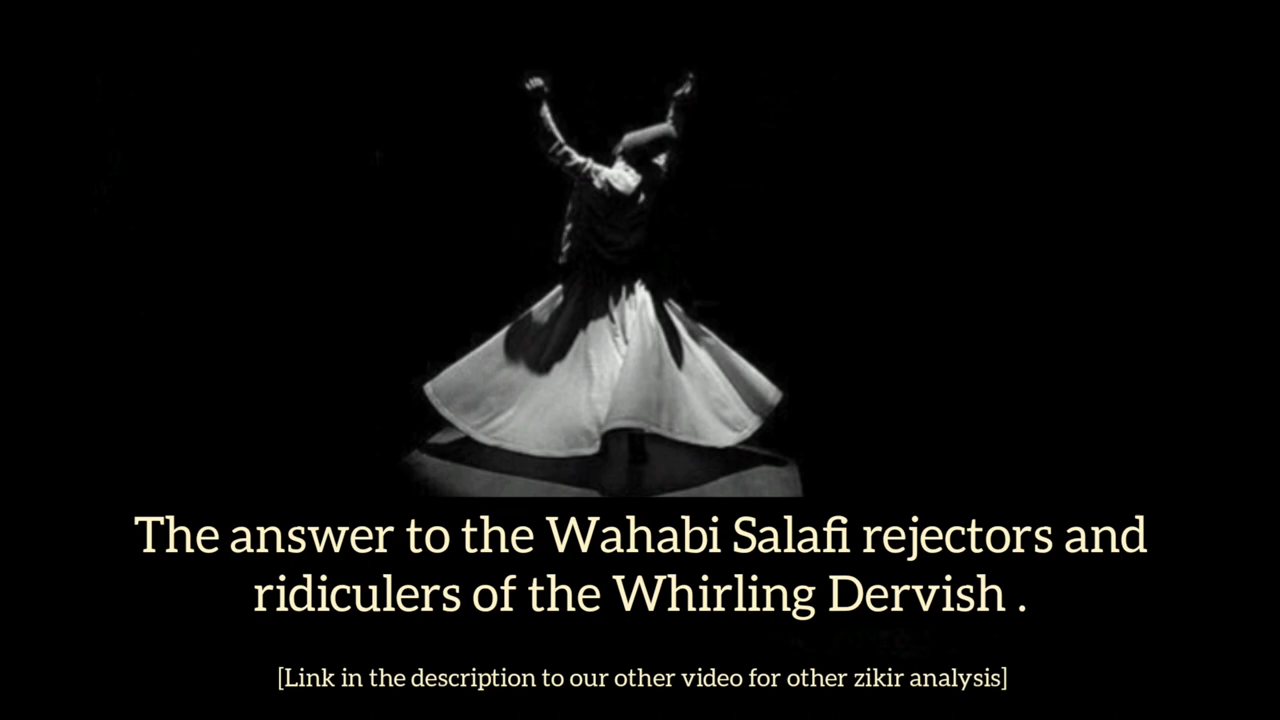 The answer to the Wahabi Salafi rejectors and
ridiculers of the Whirling Dervish .
[Link in the description to our other video for other zikir analysis]